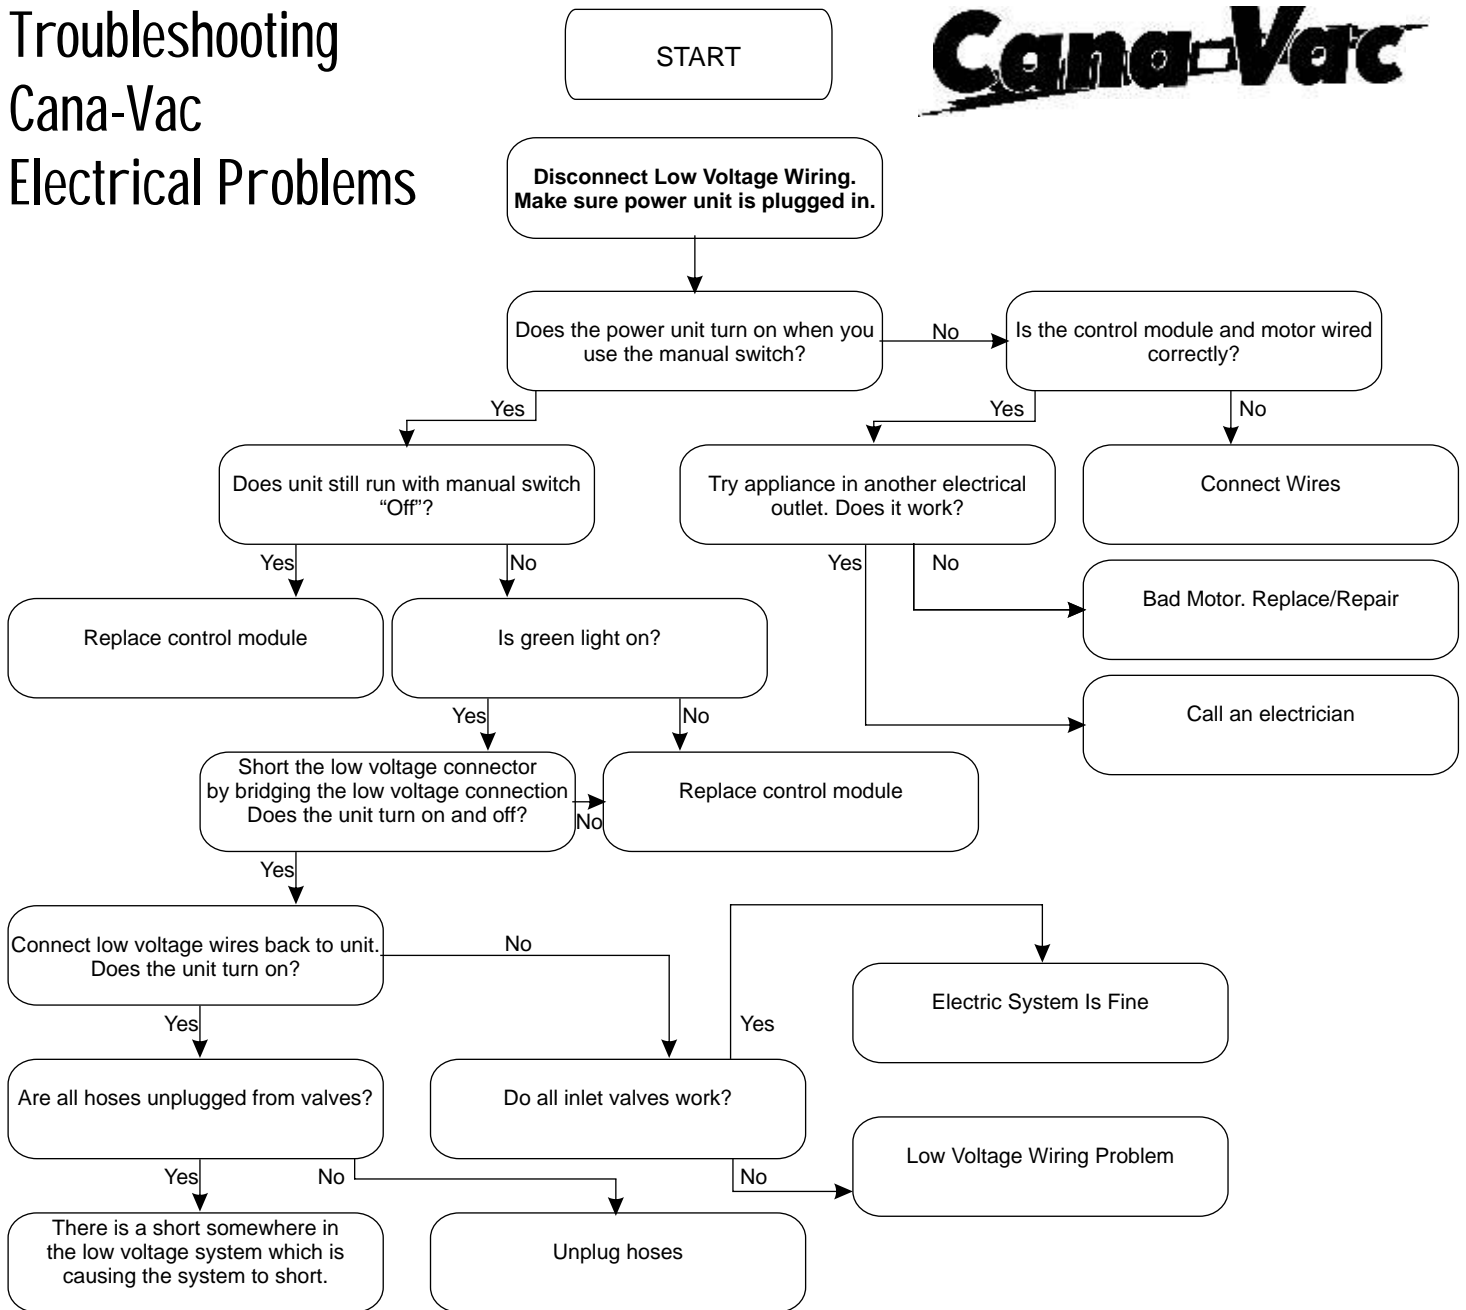 Troubleshooting
Cana-Vac
Electrical Problems
START
Cana-Vac
Disconnect Low Voltage Wiring.
Make sure power unit is plugged in.
Does the power unit turn on when you
use the manual switch?
No
Is the control module and motor wired
correctly?
Yes
Yes
No
Does unit still run with manual switch
“Off”?
Try appliance in another electrical
outlet. Does it work?
Connect Wires
Yes
No
Yes
No
Bad Motor. Replace/Repair
Replace control module
Is green light on?
Call an electrician
Yes
No
Short the low voltage connector
by bridging the low voltage connection
Does the unit turn on and off?
No
Replace control module
Yes
Connect low voltage wires back to unit.
Does the unit turn on?
No
Electric System Is Fine
Yes
Yes
Are all hoses unplugged from valves?
Do all inlet valves work?
Low Voltage Wiring Problem
Yes
No
No
There is a short somewhere in
the low voltage system which is
causing the system to short.
Unplug hoses